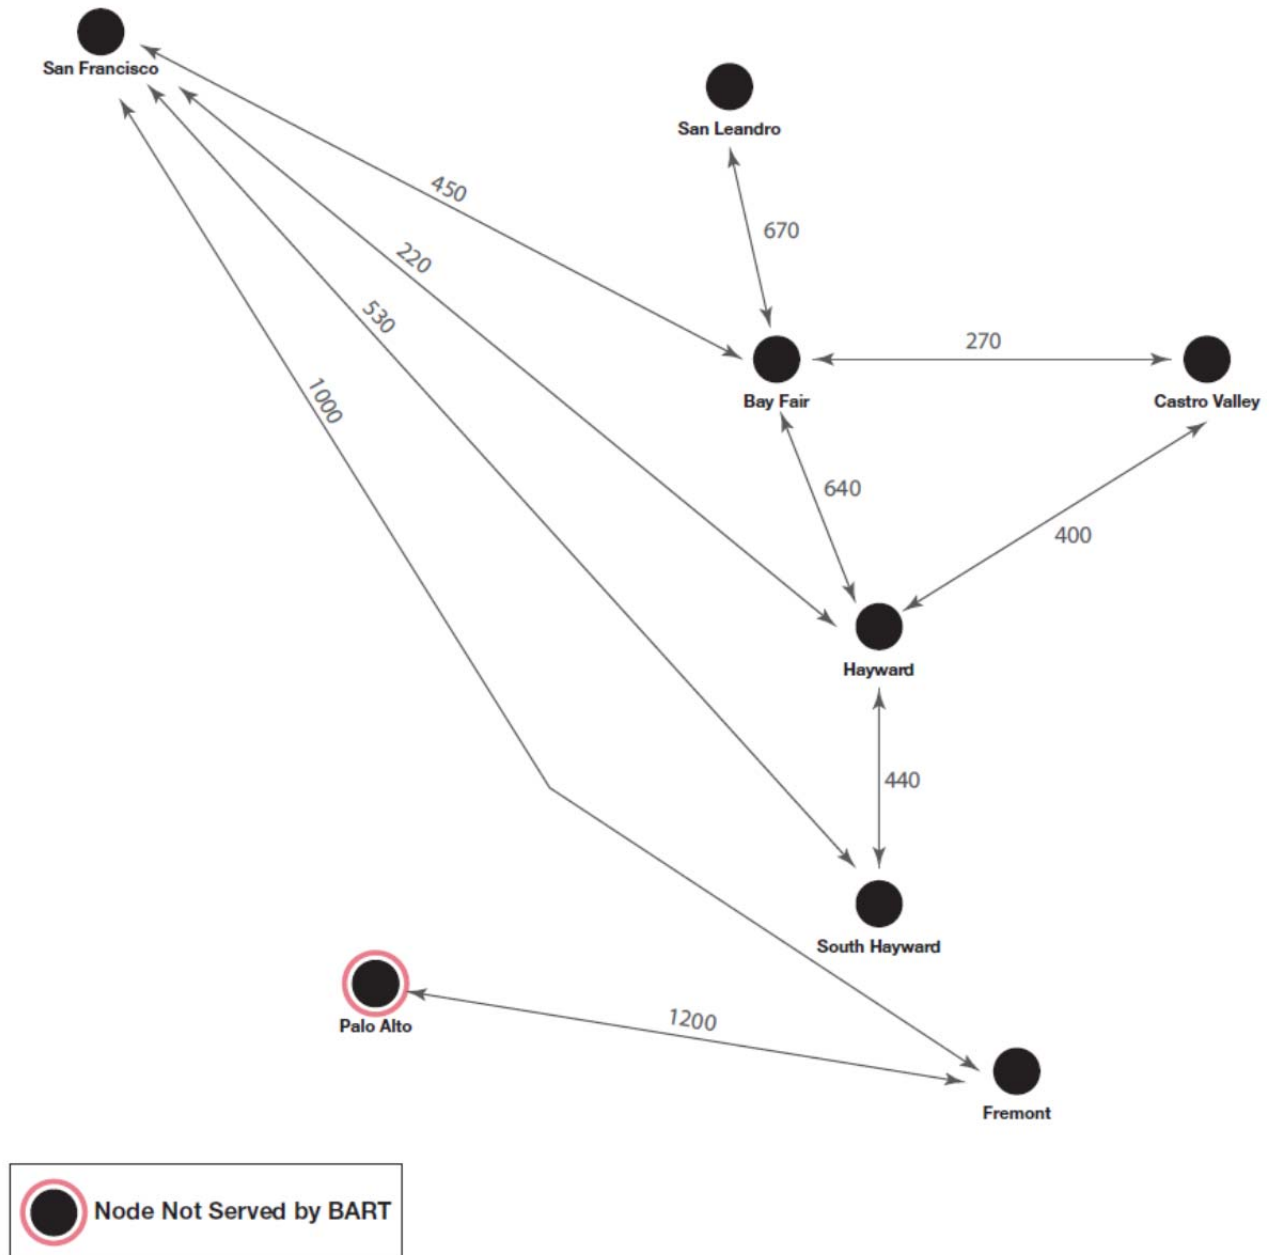 San Francisco
San Leandro
450
670
220
270
530
Bay Fair
Castro Valley
1000
640
400
Hayward
440
South Hayward
Palo Alto
1200
Fremont
Node Not Served by BART